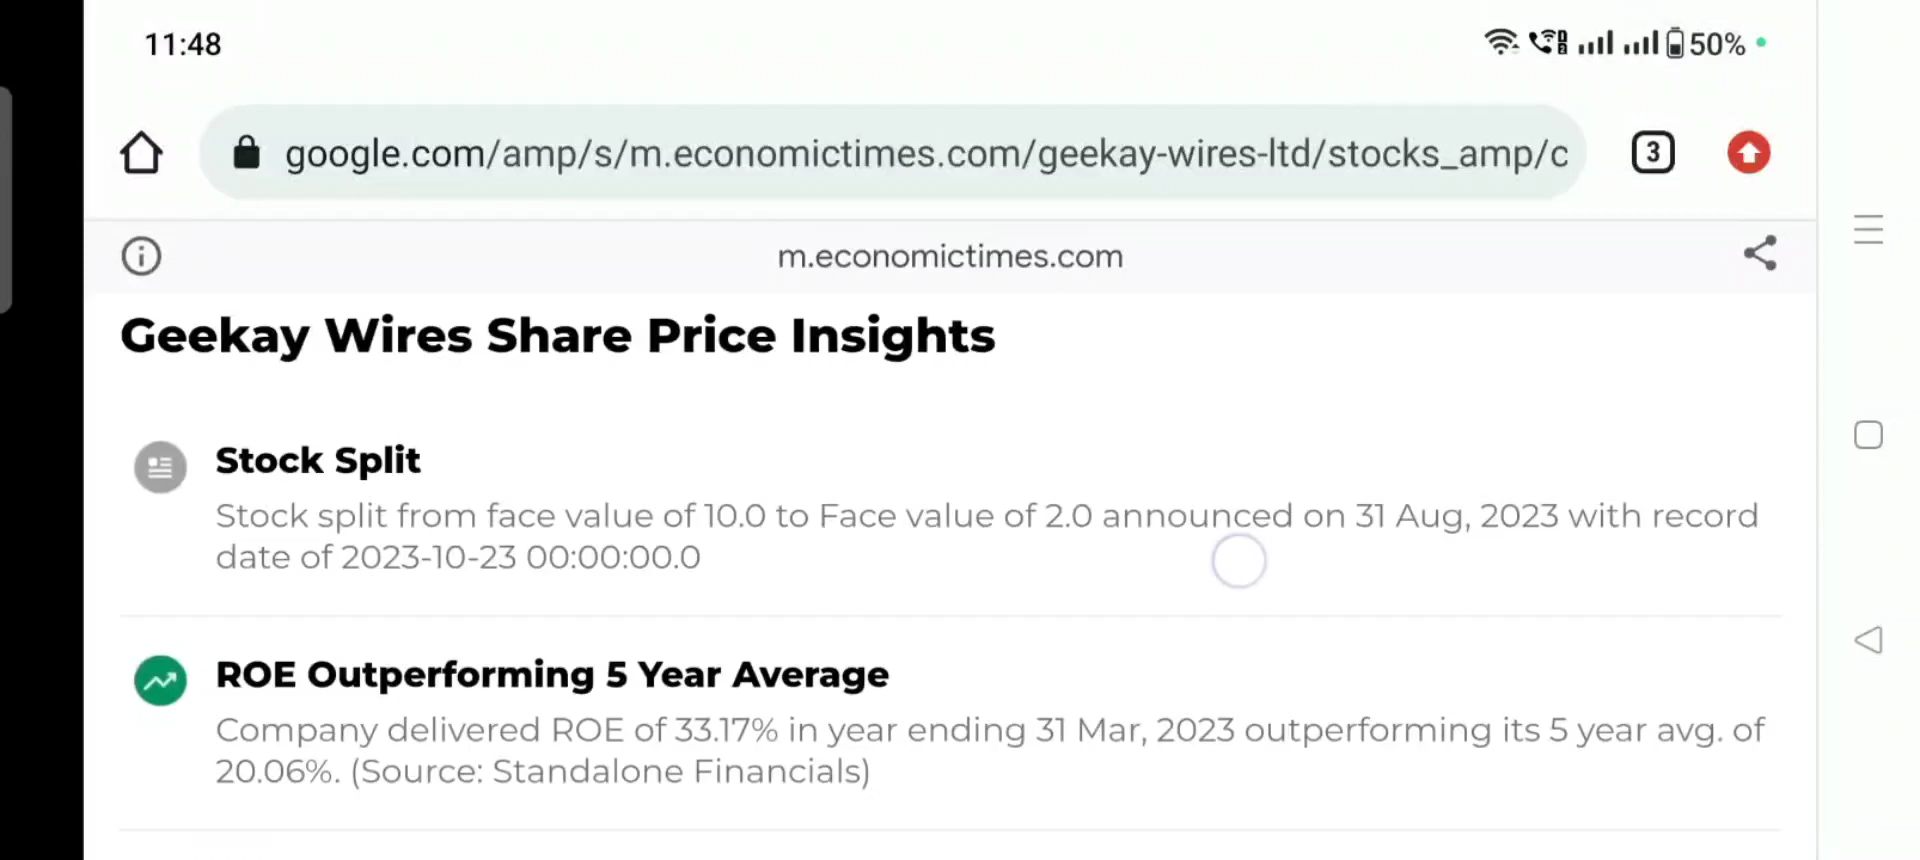 11:48
50%
google.com/amp/s/m.economictimes.com/geekay-wires-ltd/stocks_amp/c
3
m.economictimes.com
Geekay Wires Share Price Insights
Stock Split
Stock split from face value of 10.0 to Face value of 2.0 announced on 31 Aug, 2023 with record
date of 2023-10-23 00:00:00.0
ROE Outperforming 5 Year Average
Company delivered ROE of 33.17% in year ending 31 Mar, 2023 outperforming its 5 year avg. of
20.06%. (Source: Standalone Financials)